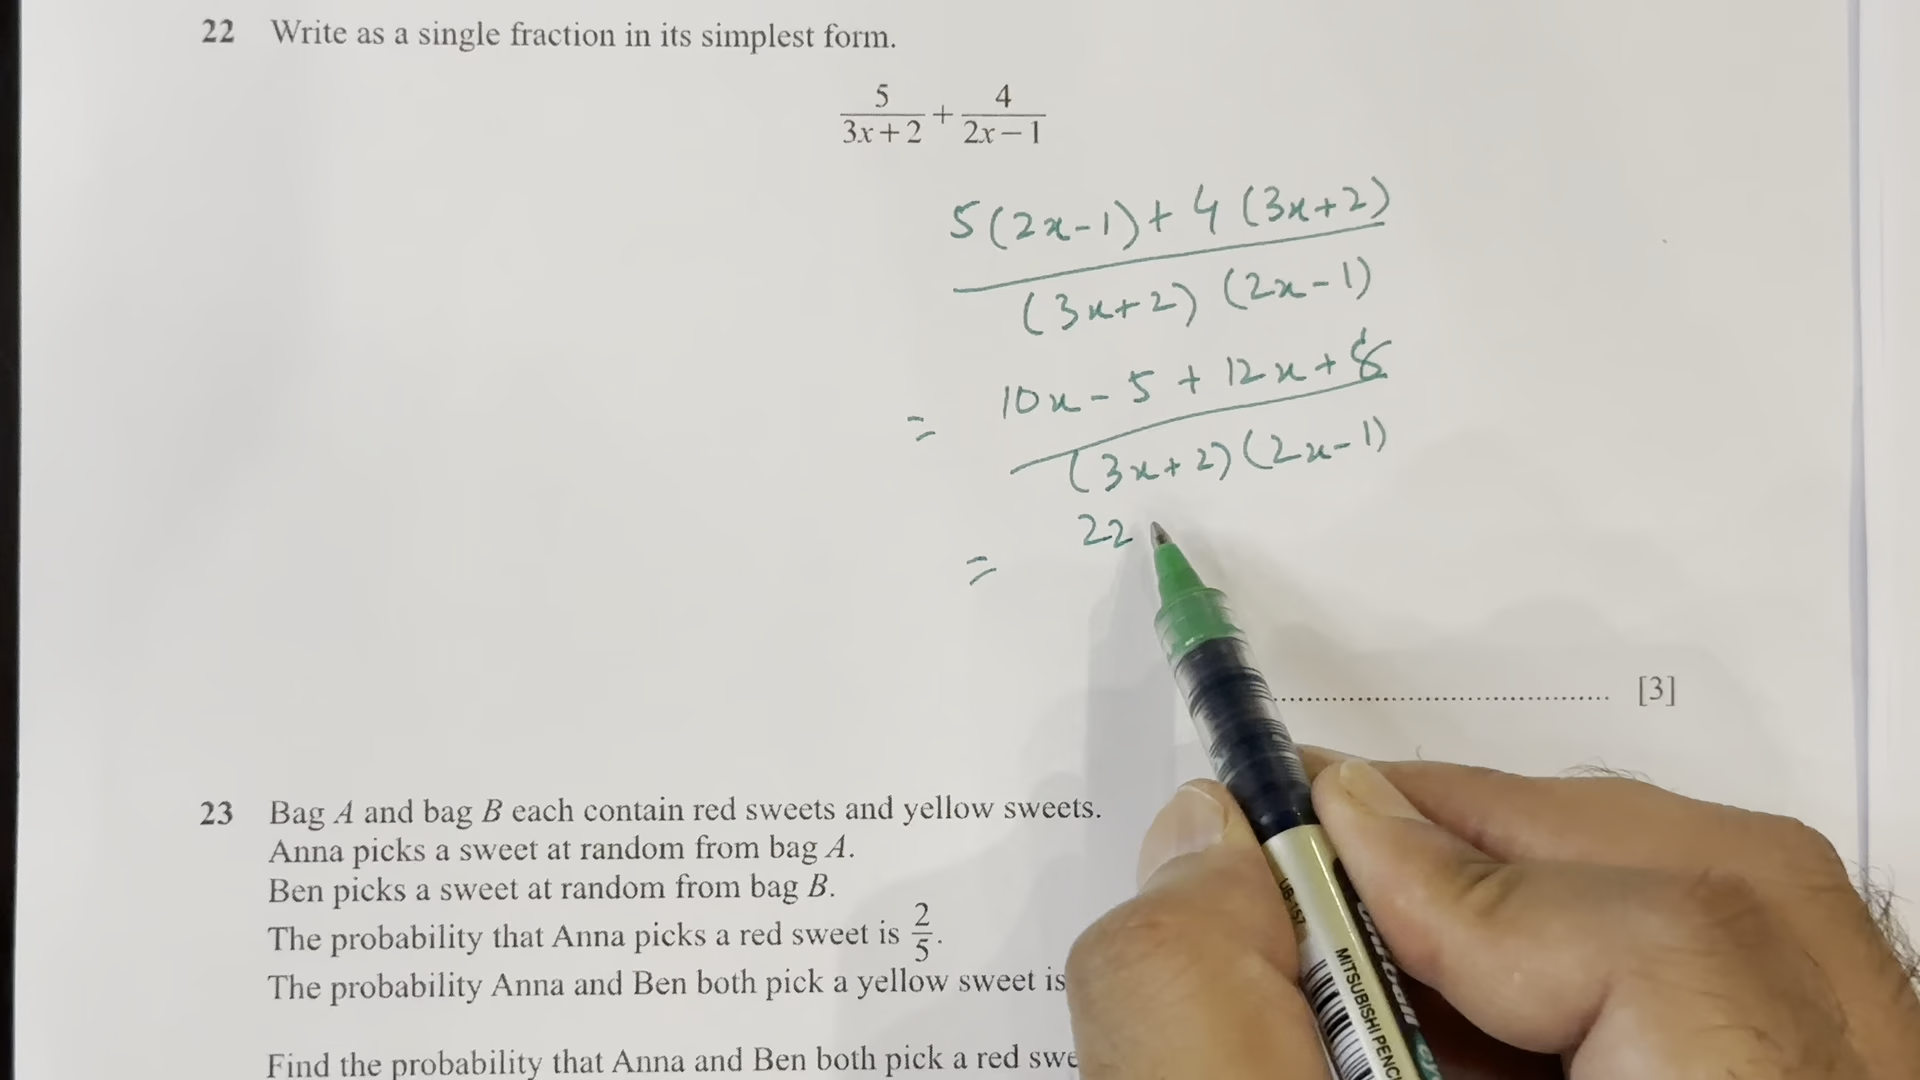 22 Write as a single fraction in its simplest form.
5/(3x+2) + 4/(2x−1)
5(2x-1)+4(3x+2)
(3x+2)(2x-1)
= 10x-5+12x+8
(3x+2)(2x-1)
= 22
[3]
23 Bag A and bag B each contain red sweets and yellow sweets.
Anna picks a sweet at random from bag A.
Ben picks a sweet at random from bag B.
The probability that Anna picks a red sweet is 2/5.
The probability Anna and Ben both pick a yellow sweet is
Find the probability that Anna and Ben both pick a red swe
UB-157
MITSUBISHI PENC